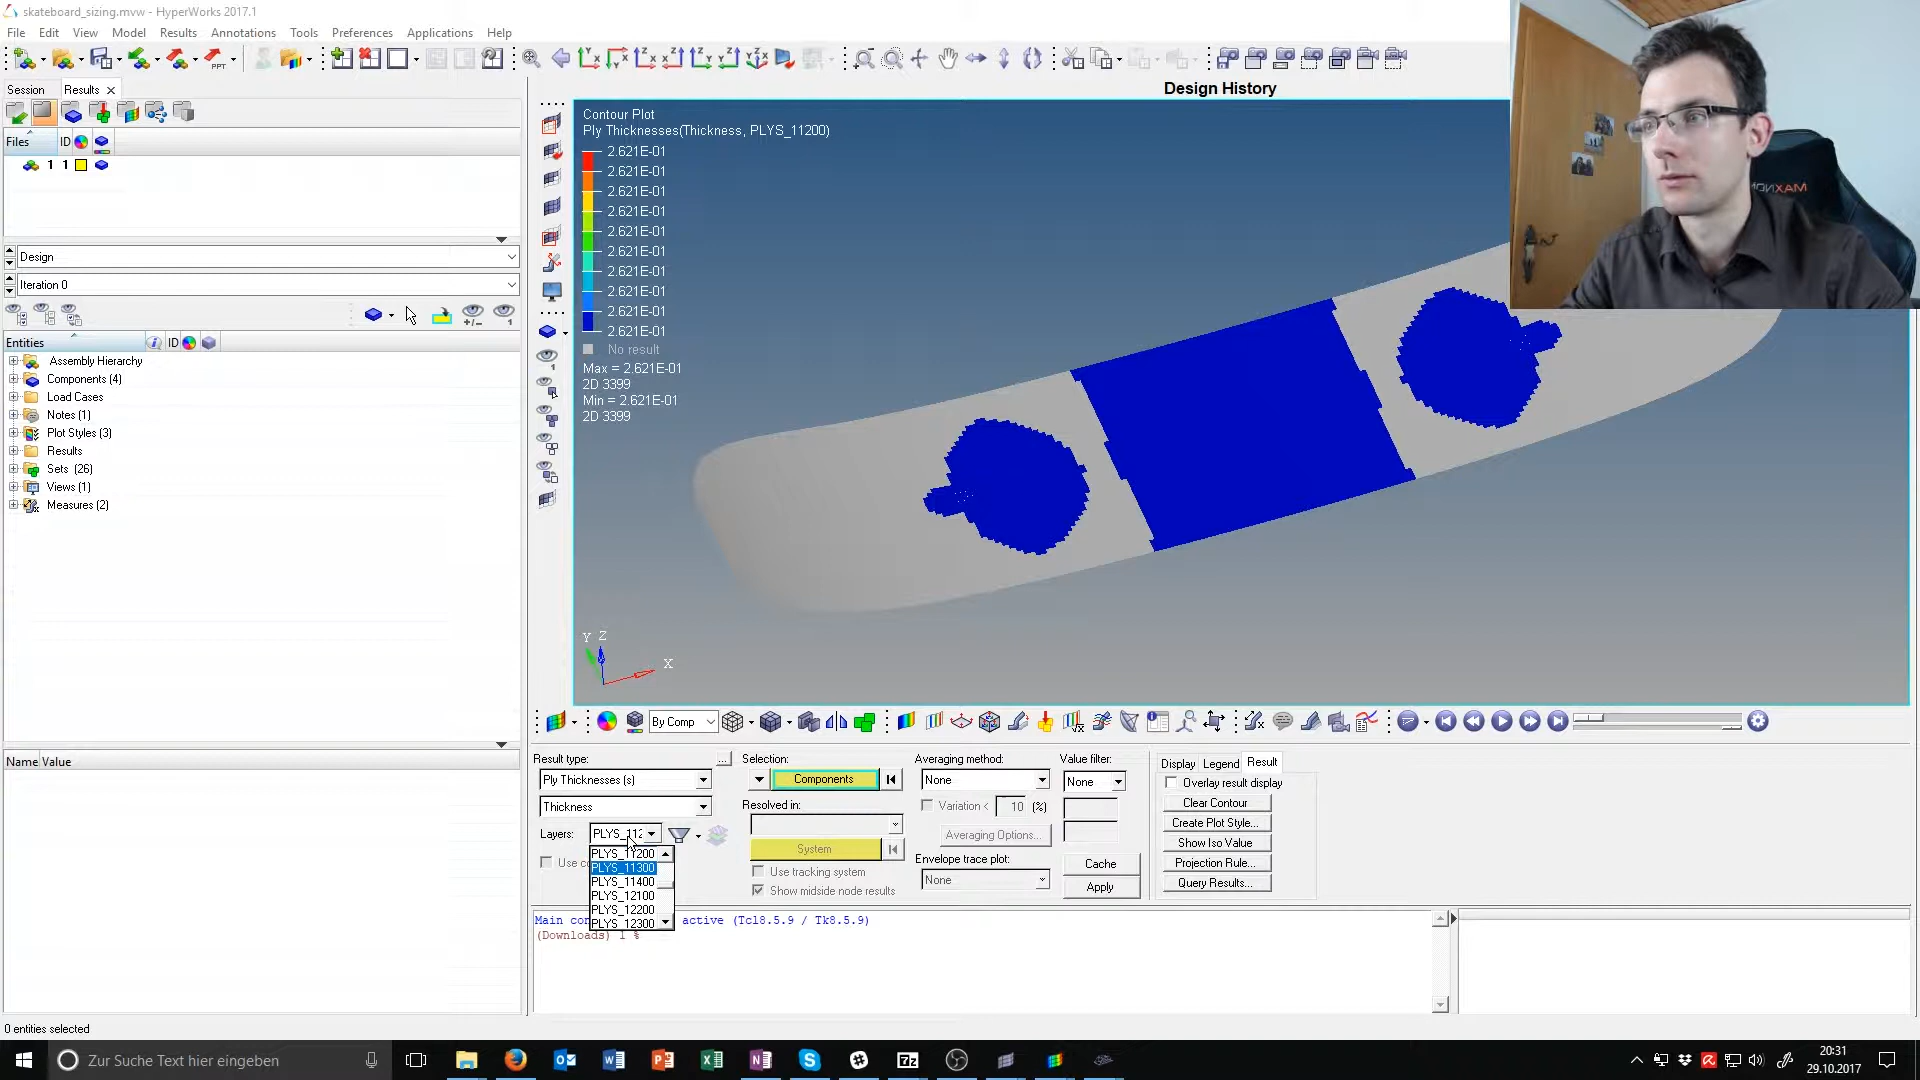 skateboard_sizing.mvw - HyperWorks 2017.1
File Edit View Model Results Annotations Tools Preferences Applications Help
Session Results
Files ID
1 1
Design
Iteration 0
Entities ID
Assembly Hierarchy
Components (4)
Load Cases
Notes (1)
Plot Styles (3)
Results
Sets (26)
Views (1)
Measures (2)
Name Value
0 entities selected
Design History
Contour Plot
Ply Thicknesses(Thickness, PLYS_11200)
2.621E-01
2.621E-01
2.621E-01
2.621E-01
2.621E-01
2.621E-01
2.621E-01
2.621E-01
2.621E-01
2.621E-01
No result
Max = 2.621E-01
2D 3399
Min = 2.621E-01
2D 3399
Y Z
X
By Comp
Result type:
Ply Thicknesses (s)
Thickness
Layers: PLYS_112
PLYS_11200
PLYS_11300
PLYS_11400
PLYS_12100
PLYS_12200
PLYS_12300
Selection:
Components
Resolved in:
System
Use tracking system
Show midside node results
Averaging method:
None
Variation < 10 (%)
Averaging Options...
Envelope trace plot:
None
Value filter:
None
Cache
Apply
Display Legend Result
Overlay result display
Clear Contour
Create Plot Style...
Show Iso Value
Projection Rule...
Query Results...
Main con active (Tcl8.5.9 / Tk8.5.9)
(Downloads) 1 %
Zur Suche Text hier eingeben
20:31
29.10.2017